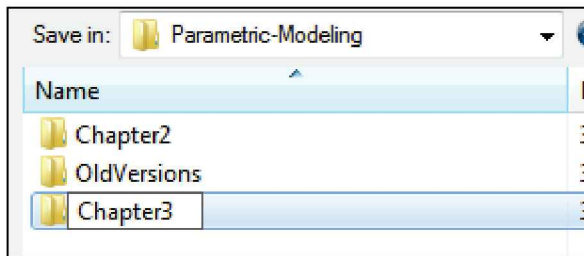 Save in: Parametric-Modeling
Name
Chapter2
OldVersions
Chapter3